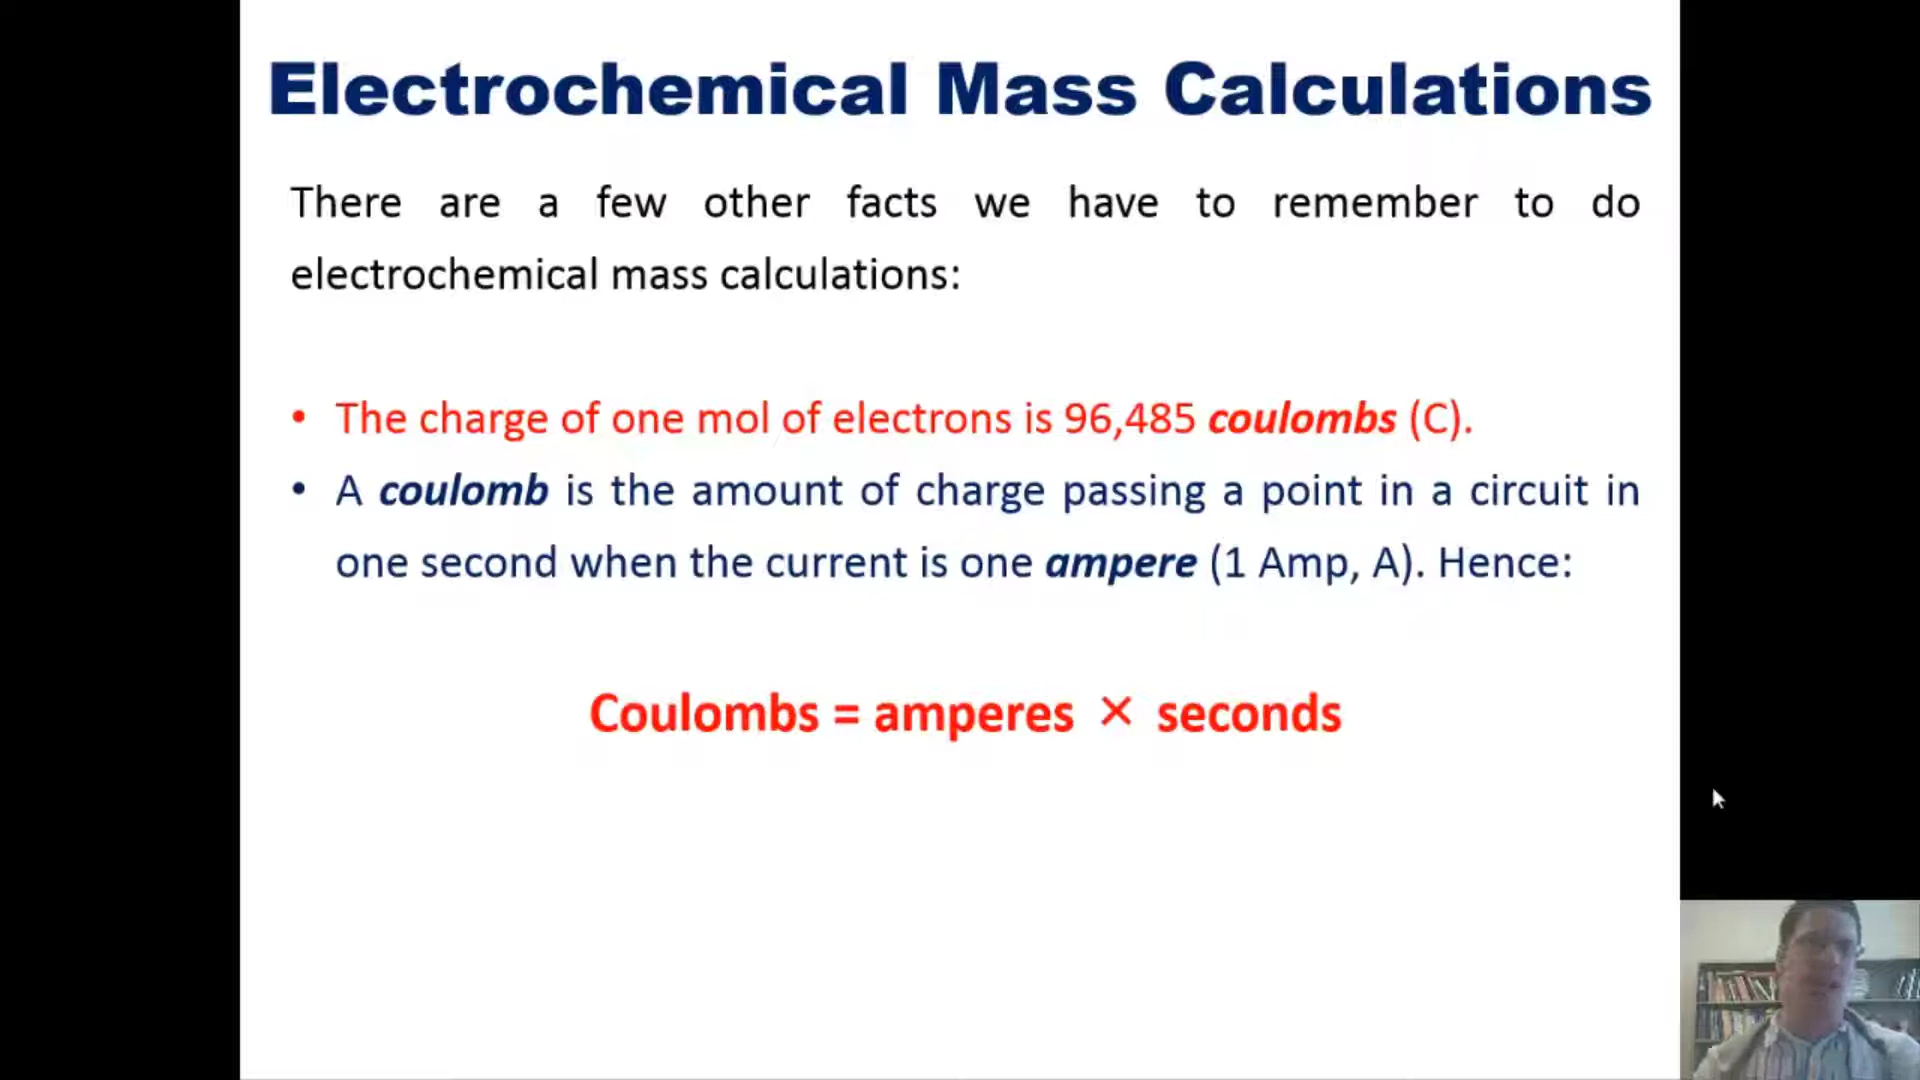 Electrochemical Mass Calculations
There are a few other facts we have to remember to do
electrochemical mass calculations:
• The charge of one mol of electrons is 96,485 coulombs (C).
• A coulomb is the amount of charge passing a point in a circuit in
one second when the current is one ampere (1 Amp, A). Hence:
Coulombs = amperes × seconds